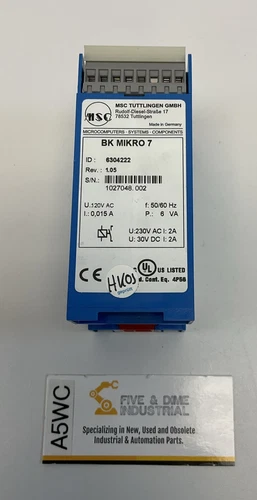 MSC
MSC TUTTLINGEN GMBH
Rudolf-Diesel-Straße 17
78532 Tuttlingen
Made in Germany
MICROCOMPUTERS · SYSTEMS · COMPONENTS
BK MIKRO 7
ID : 6304222
Rev. : 1.05
S/N.:
1027048. 002
U.:120V AC f: 50/60 Hz
I.: 0,015 A P.: 6 VA
U:230V AC I: 2A
U: 30V DC I: 2A
CE
UL US LISTED
d. Cont. Eq. 4P56
HK05
A5WC
FIVE & DIME
INDUSTRIAL
Specializing in New, Used and Obsolete
Industrial & Automation Parts.